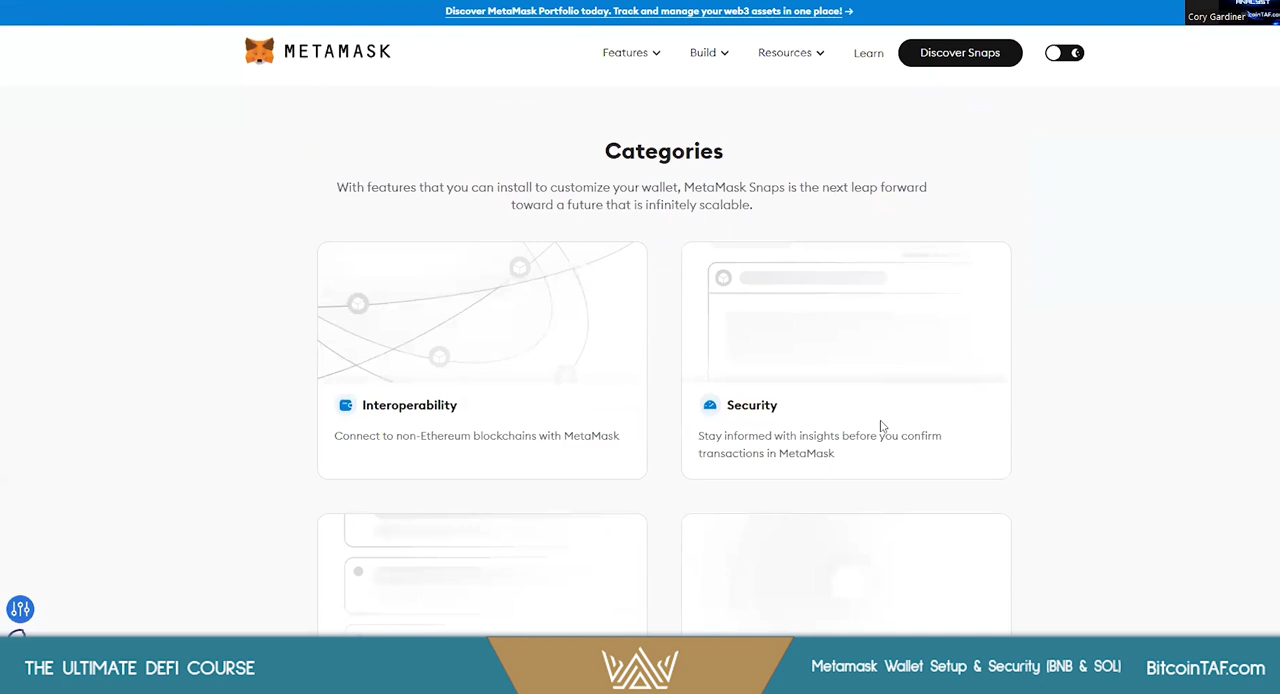 Discover MetaMask Portfolio today. Track and manage your web3 assets in one place! →
ANALYST
Cory Gardiner
METAMASK
Features
Build
Resources
Learn
Discover Snaps
Categories
With features that you can install to customize your wallet, MetaMask Snaps is the next leap forward
toward a future that is infinitely scalable.
Interoperability
Connect to non-Ethereum blockchains with MetaMask
Security
Stay informed with insights before you confirm
transactions in MetaMask
THE ULTIMATE DEFI COURSE
Metamask Wallet Setup & Security (BNB & SOL)
BitcoinTAF.com